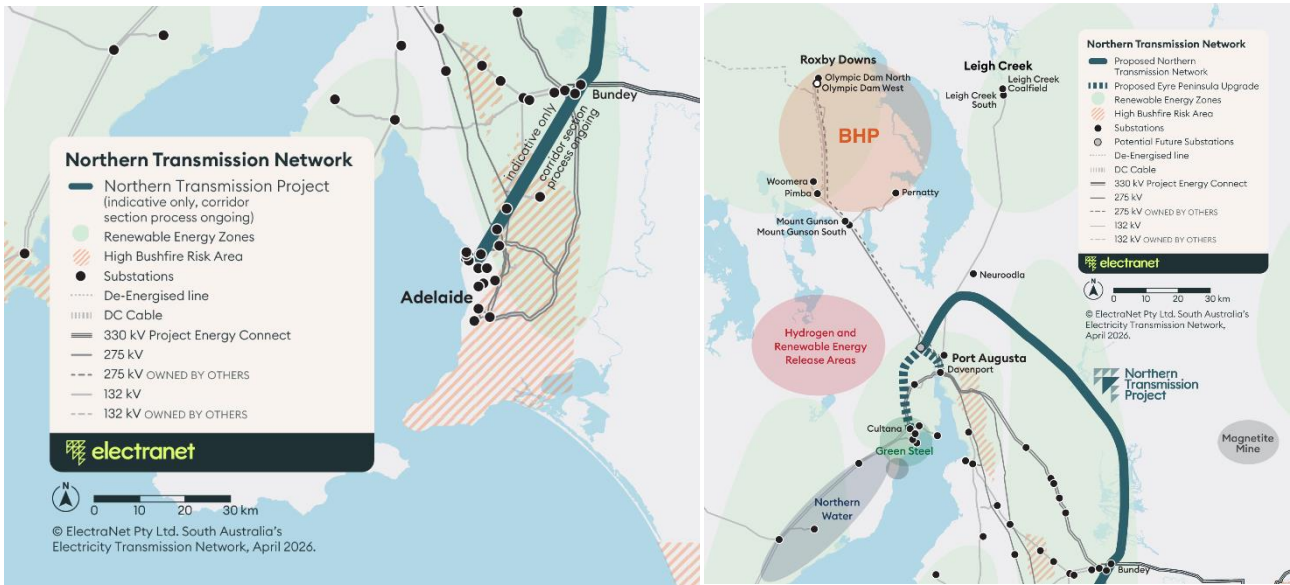 Bundey
indicative only
corridor section
process ongoing
Northern Transmission Network
Northern Transmission Project
(indicative only, corridor
section process ongoing)
Renewable Energy Zones
High Bushfire Risk Area
Substations
De-Energised line
DC Cable
330 kV Project Energy Connect
275 kV
275 kV OWNED BY OTHERS
132 kV
132 kV OWNED BY OTHERS
electranet
Adelaide
N
0 10 20 30 km
© ElectraNet Pty Ltd. South Australia's
Electricity Transmission Network, April 2026.
Roxby Downs
Olympic Dam North
Olympic Dam West
BHP
Woomera
Pimba
Pernatty
Mount Gunson
Mount Gunson South
Leigh Creek
Leigh Creek
Coalfield
Leigh Creek
South
Neuroodla
Hydrogen and
Renewable Energy
Release Areas
Port Augusta
Davenport
Cultana
Green Steel
Northern
Water
Northern
Transmission
Project
Magnetite
Mine
Bundey
Northern Transmission Network
Proposed Northern
Transmission Network
Proposed Eyre Peninsula Upgrade
Renewable Energy Zones
High Bushfire Risk Area
Substations
Potential Future Substations
De-Energised line
DC Cable
330 kV Project Energy Connect
275 kV
275 kV OWNED BY OTHERS
132 kV
132 kV OWNED BY OTHERS
electranet
N
0 10 20 30 km
© ElectraNet Pty Ltd. South Australia's
Electricity Transmission Network,
April 2026.